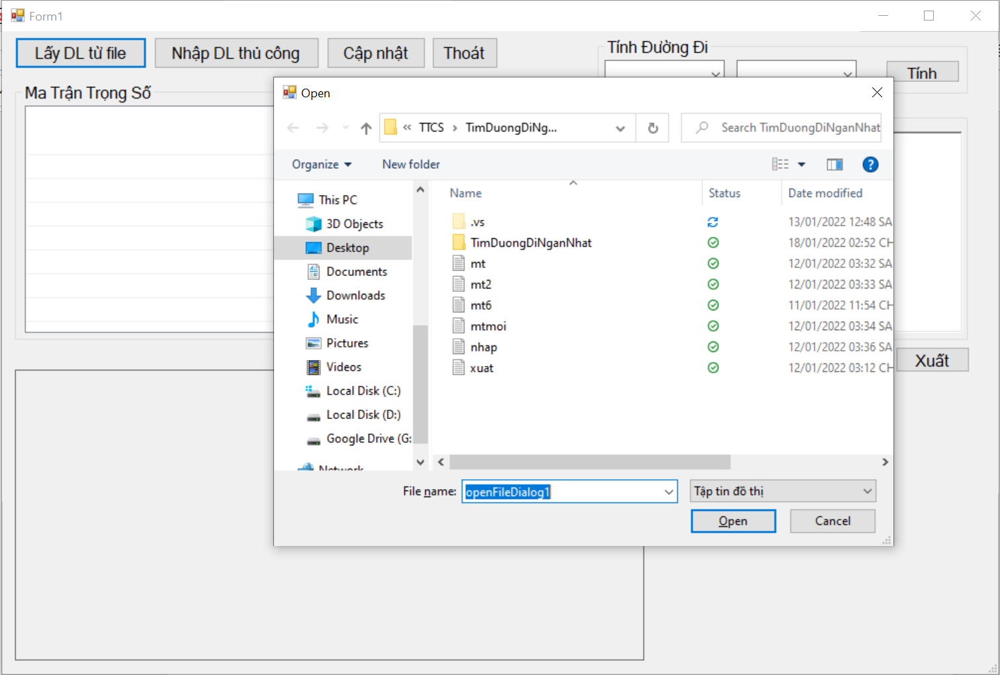 Form1
Lấy DL từ file
Nhập DL thủ công
Cập nhật
Thoát
Tính Đường Đi
Tính
Ma Trận Trọng Số
Open
« TTCS › TimDuongDiNg...
Search TimDuongDiNganNhat
Organize
New folder
?
This PC
3D Objects
Desktop
Documents
Downloads
Music
Pictures
Videos
Local Disk (C:)
Local Disk (D:)
Google Drive (G:
Network
Name Status Date modified
.vs 13/01/2022 12:48 SA
TimDuongDiNganNhat 18/01/2022 02:52 CH
mt 12/01/2022 03:32 SA
mt2 12/01/2022 03:33 SA
mt6 11/01/2022 11:54 CH
mtmoi 12/01/2022 03:34 SA
nhap 12/01/2022 03:36 SA
xuat 12/01/2022 03:12 CH
Xuất
File name: openFileDialog1
Tập tin đồ thị
Open
Cancel